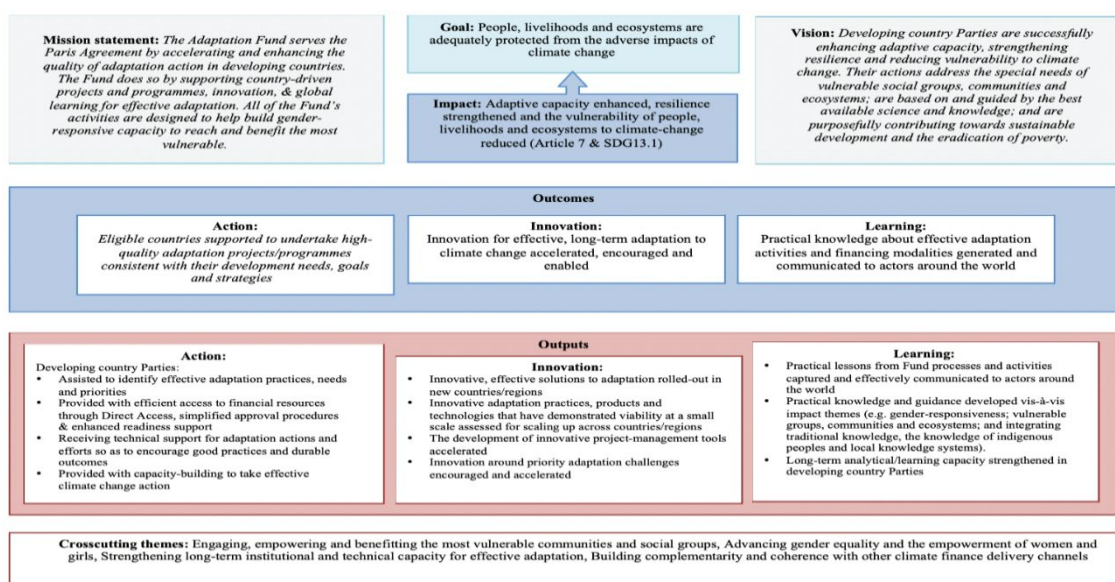 Mission statement: The Adaptation Fund serves the
Paris Agreement by accelerating and enhancing the
quality of adaptation action in developing countries.
The Fund does so by supporting country-driven
projects and programmes, innovation, & global
learning for effective adaptation. All of the Fund's
activities are designed to help build gender-
responsive capacity to reach and benefit the most
vulnerable.
Goal: People, livelihoods and ecosystems
are adequately protected from the adverse impacts of
climate change
Impact: Adaptive capacity enhanced, resilience
strengthened and the vulnerability of people,
livelihoods and ecosystems to climate-change
reduced (Article 7 & SDG13.1)
Vision: Developing country Parties are successfully
enhancing adaptive capacity, strengthening
resilience and reducing vulnerability to climate
change. Their actions address the special needs of
vulnerable social groups, communities and
ecosystems; are based on and guided by the best
available science and knowledge; and are
purposefully contributing towards sustainable
development and the eradication of poverty.
Outcomes
Action:
Eligible countries supported to undertake high-
quality adaptation projects/programmes
consistent with their development needs, goals
and strategies
Innovation:
Innovation for effective, long-term adaptation to
climate change accelerated, encouraged and
enabled
Learning:
Practical knowledge about effective adaptation
activities and financing modalities generated and
communicated to actors around the world
Outputs
Action:
Developing country Parties:
• Assisted to identify effective adaptation practices, needs
and priorities
• Provided with efficient access to financial resources
through Direct Access, simplified approval procedures
& enhanced readiness support
• Receiving technical support for adaptation actions and
efforts so as to encourage good practices and durable
outcomes
• Provided with capacity-building to take effective
climate change action
Innovation:
• Innovative, effective solutions to adaptation rolled-out in
new countries/regions
• Innovative adaptation practices, products and
technologies that have demonstrated viability at a small
scale assessed for scaling up across countries/regions
• The development of innovative project-management tools
accelerated
• Innovation around priority adaptation challenges
encouraged and accelerated
Learning:
• Practical lessons from Fund processes and activities
captured and effectively communicated to actors around
the world
• Practical knowledge and guidance developed vis-à-vis
impact themes (e.g. gender-responsiveness; vulnerable
groups, communities and ecosystems; and integrating
traditional knowledge, the knowledge of indigenous
peoples and local knowledge systems).
• Long-term analytical/learning capacity strengthened in
developing country Parties
Crosscutting themes: Engaging, empowering and benefitting the most vulnerable communities and social groups, Advancing gender equality and the empowerment of women and
girls, Strengthening long-term institutional and technical capacity for effective adaptation, Building complementarity and coherence with other climate finance delivery channels